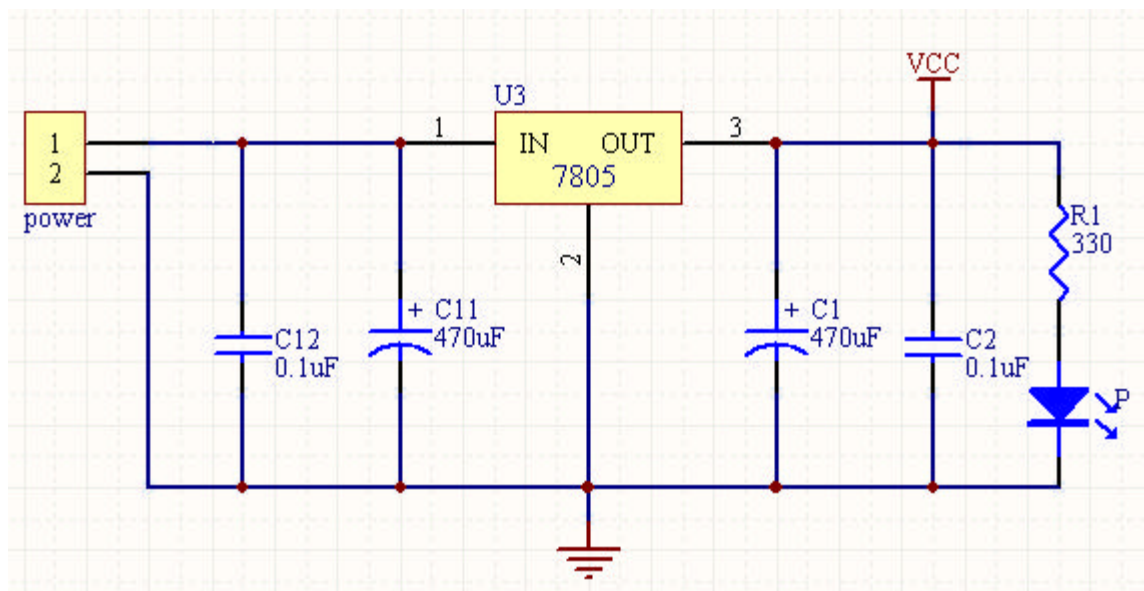 VCC
U3
1
IN
OUT
3
7805
1
2
power
2
R1
330
+
C11
470uF
+
C1
470uF
C12
0.1uF
C2
0.1uF
P